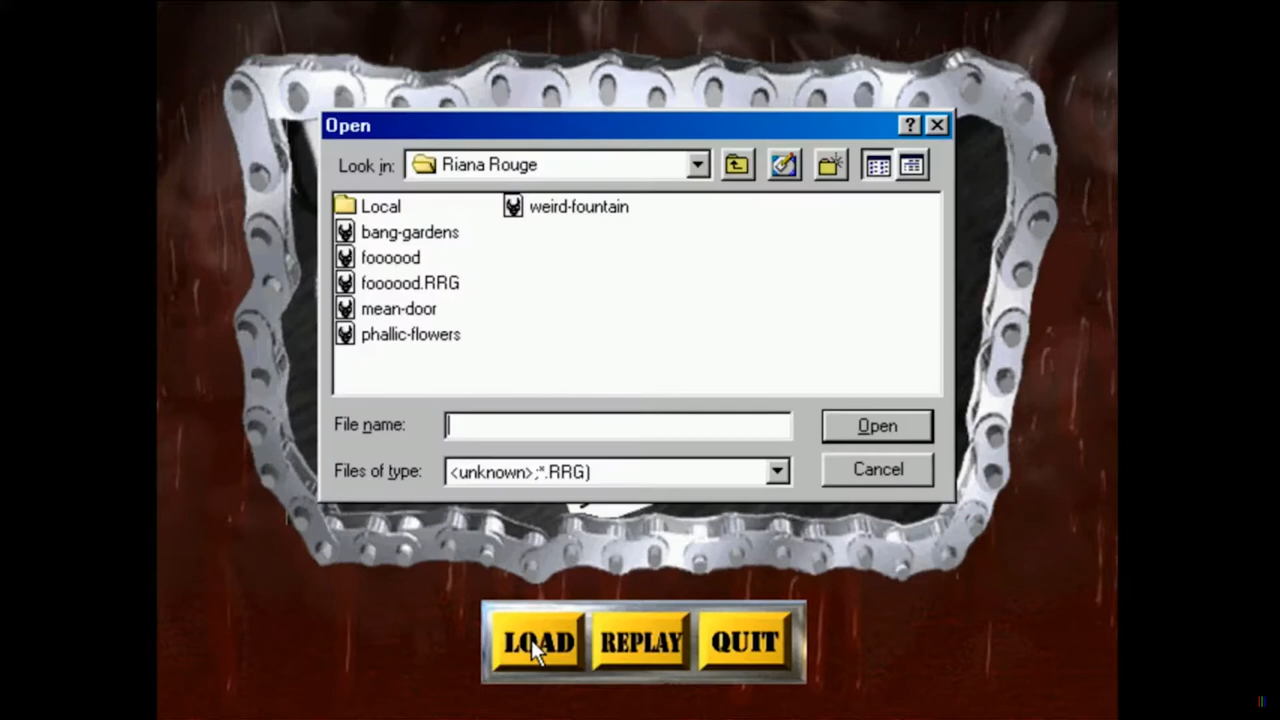 Open
Look in: Riana Rouge
Local
bang-gardens
foooood
foooood.RRG
mean-door
phallic-flowers
weird-fountain
File name: Open
Files of type: <unknown>;*.RRG) Cancel
LOAD REPLAY QUIT